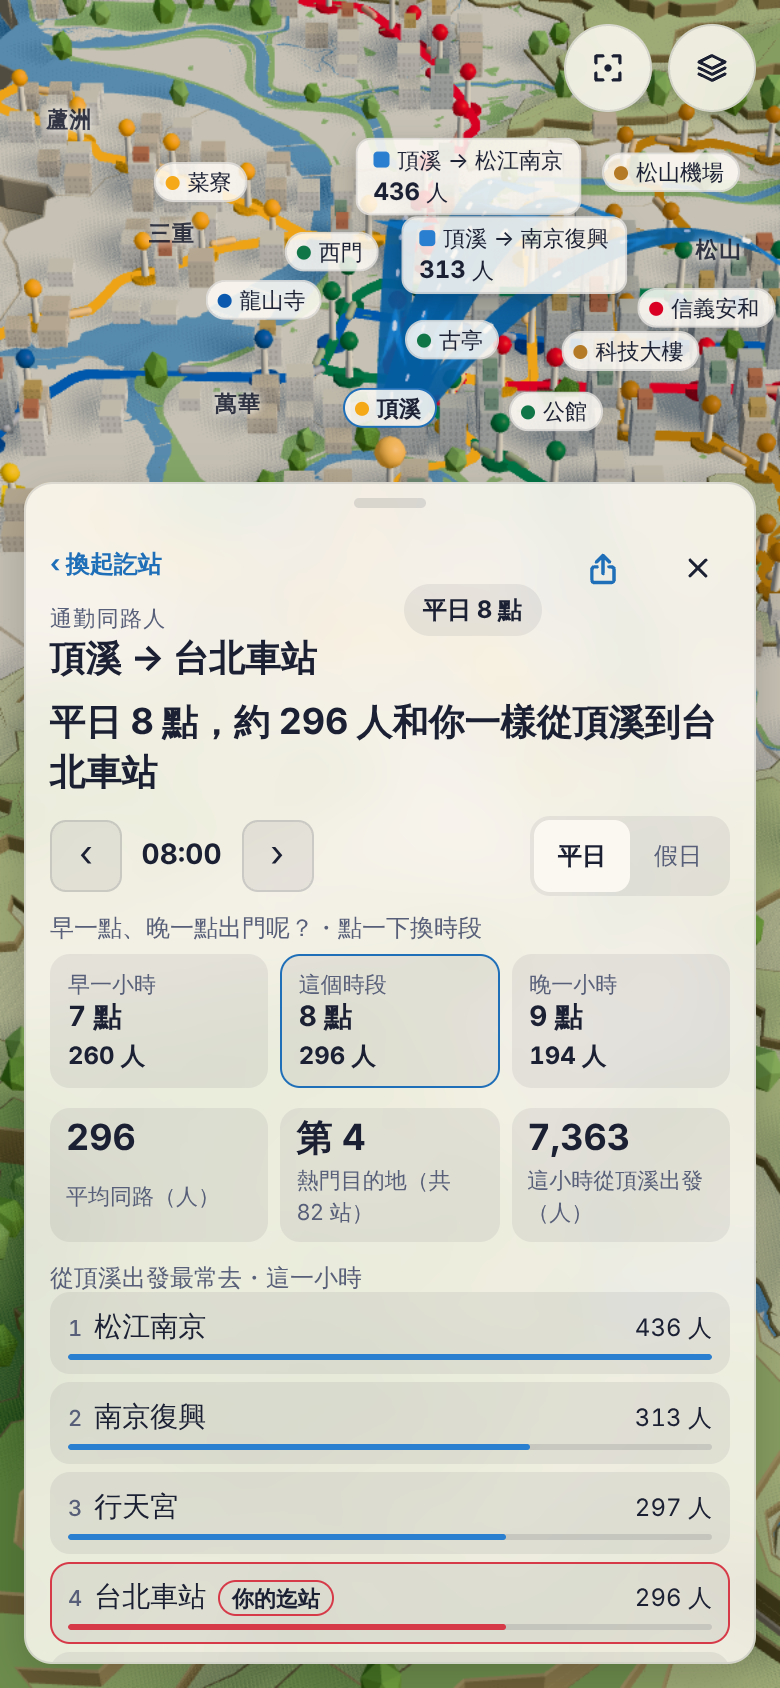 蘆洲
菜寮
三重
頂溪 → 松江南京
436 人
松山機場
頂溪 → 南京復興
313 人
西門
松山
龍山寺
信義安和
古亭
科技大樓
萬華
頂溪
公館
‹ 換起訖站
通勤同路人
平日 8 點
頂溪 → 台北車站
平日 8 點，約 296 人和你一樣從頂溪到台
北車站
‹ 08:00 ›
平日 假日
早一點、晚一點出門呢？・點一下換時段
早一小時
7 點
260 人
這個時段
8 點
296 人
晚一小時
9 點
194 人
296
平均同路（人）
第 4
熱門目的地（共
82 站）
7,363
這小時從頂溪出發
（人）
從頂溪出發最常去・這一小時
1 松江南京 436 人
2 南京復興 313 人
3 行天宮 297 人
4 台北車站 你的迄站 296 人